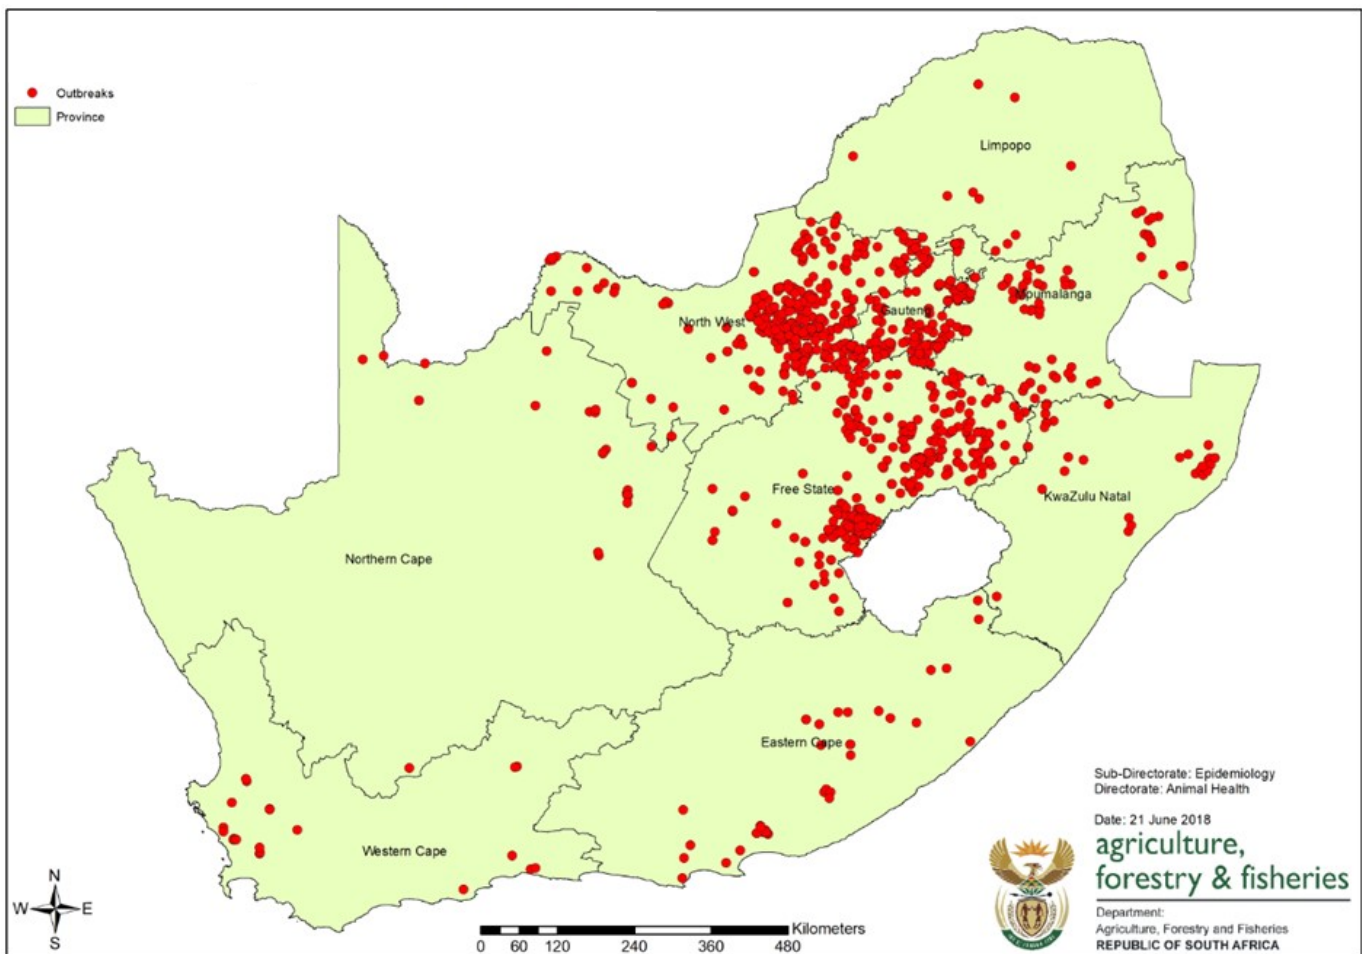 Outbreaks
Province
Limpopo
Mpumalanga
Gauteng
North West
Free State
KwaZulu Natal
Northern Cape
Eastern Cape
Western Cape
Sub-Directorate: Epidemiology
Directorate: Animal Health
Date: 21 June 2018
agriculture,
forestry & fisheries
Department:
Agriculture, Forestry and Fisheries
REPUBLIC OF SOUTH AFRICA
N
W E
S
Kilometers
0 60 120 240 360 480